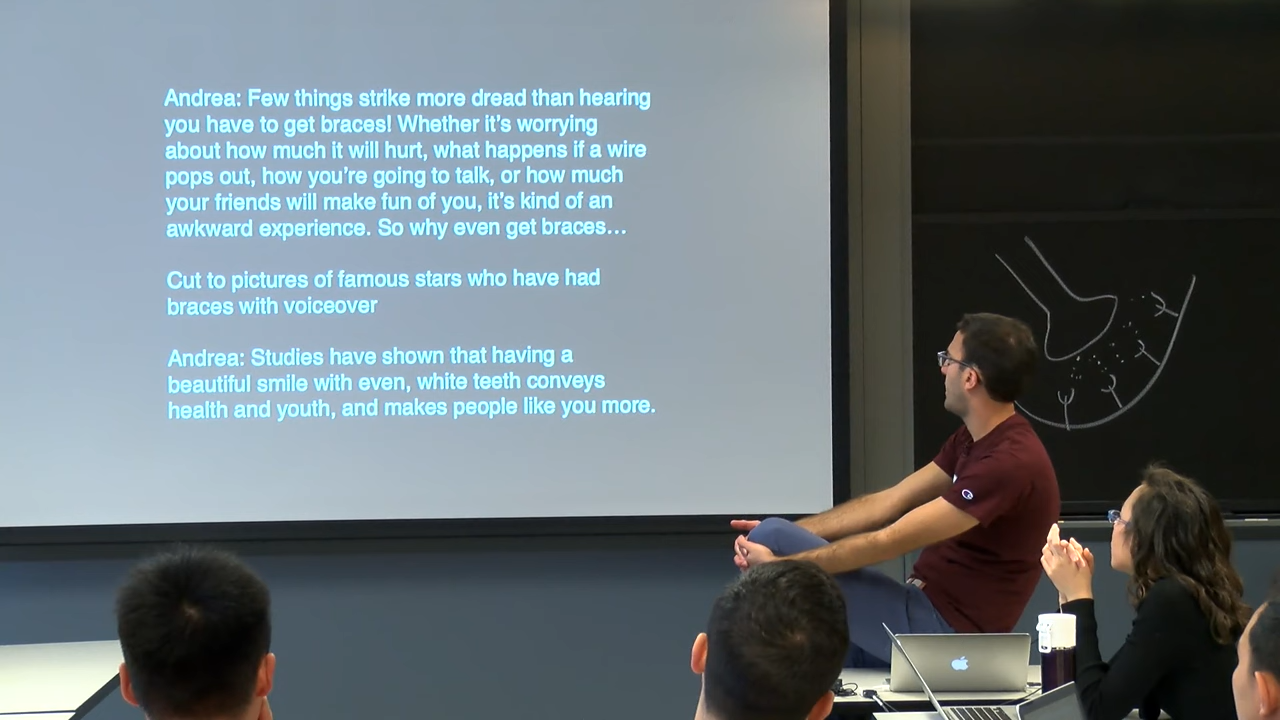 Andrea: Few things strike more dread than hearing
you have to get braces! Whether it's worrying
about how much it will hurt, what happens if a wire
pops out, how you're going to talk, or how much
your friends will make fun of you, it's kind of an
awkward experience. So why even get braces…
Cut to pictures of famous stars who have had
braces with voiceover
Andrea: Studies have shown that having a
beautiful smile with even, white teeth conveys
health and youth, and makes people like you more.